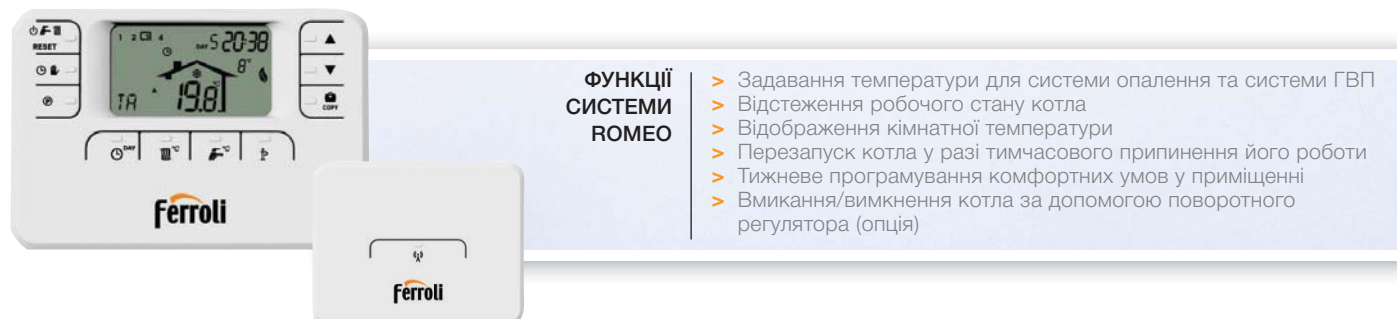 RESET
1 2 3 4
DAY 5 20:38
8°
TA 19.8°
COPY
DAY °C °C
Ferroli
Ferroli
ФУНКЦІЇ
СИСТЕМИ
ROMEO
> Задавання температури для системи опалення та системи ГВП
> Відстеження робочого стану котла
> Відображення кімнатної температури
> Перезапуск котла у разі тимчасового припинення його роботи
> Тижневе програмування комфортних умов у приміщенні
> Вмикання/вимкнення котла за допомогою поворотного
регулятора (опція)